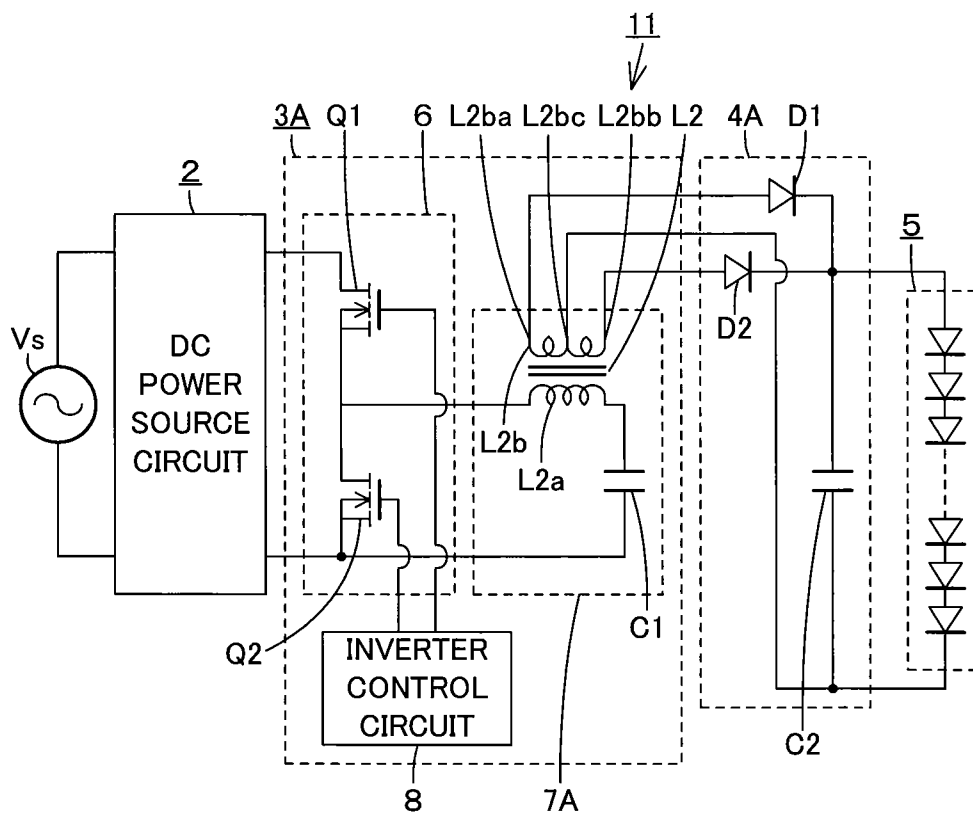 11
3A Q1 6 L2ba L2bc L2bb L2 4A D1
2
5
Vs
DC
POWER
SOURCE
CIRCUIT
D2
L2b
L2a
Q2
C1
C2
INVERTER
CONTROL
CIRCUIT
8
7A